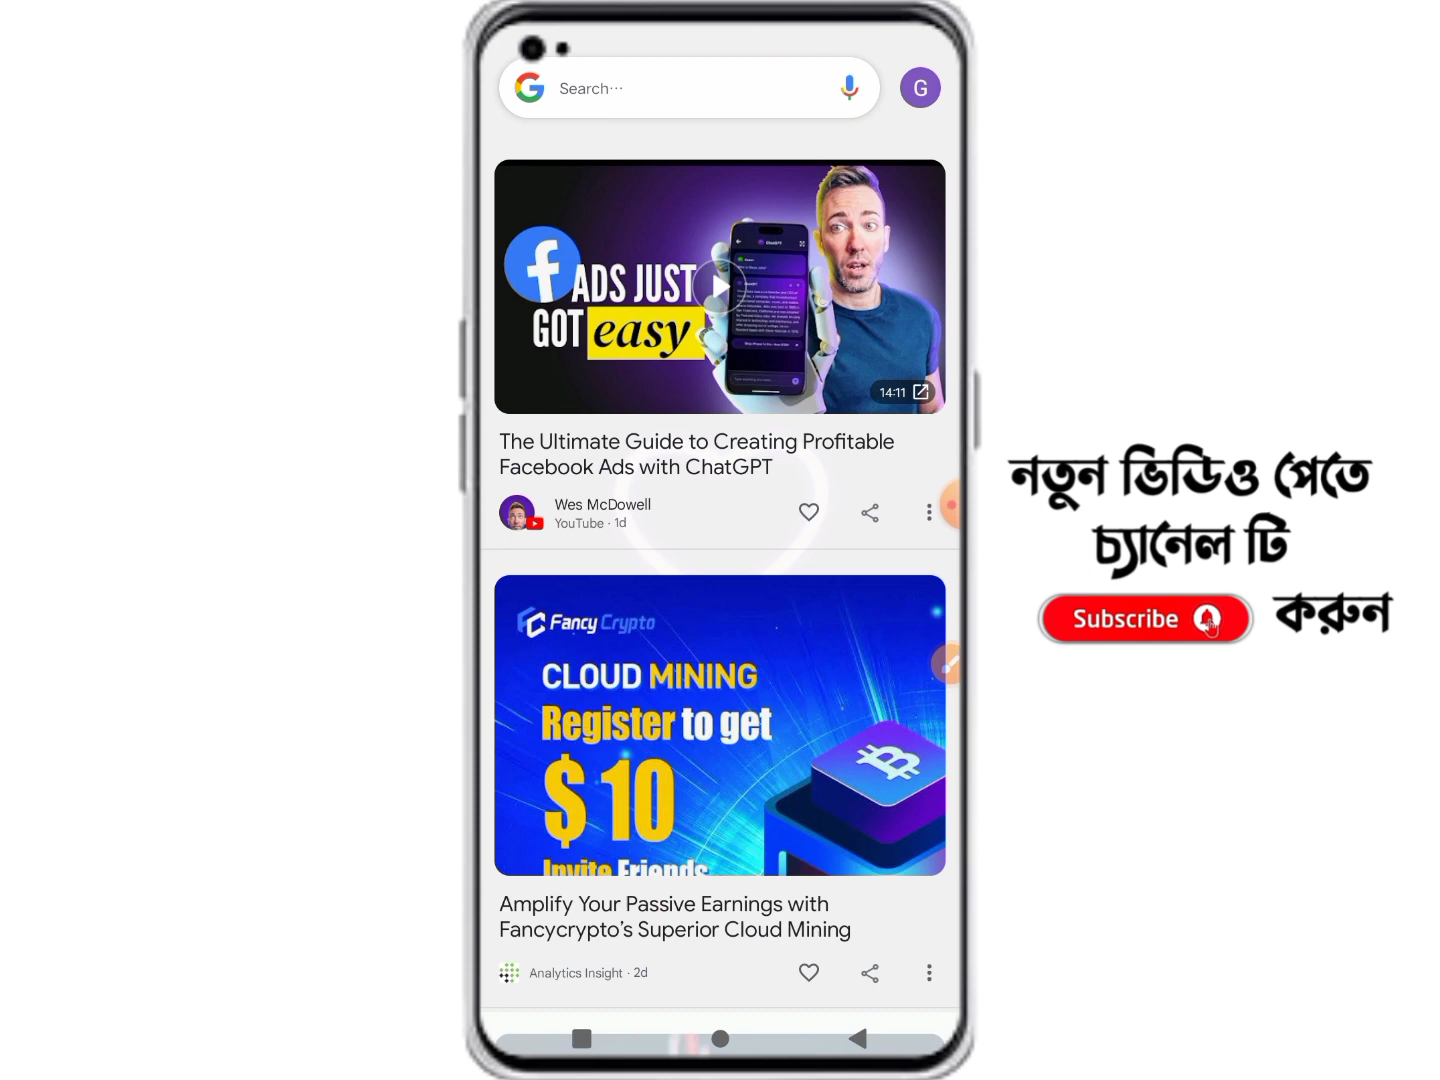 Search···
G
ADS JUST
GOT easy
ChatGPT
14:11
The Ultimate Guide to Creating Profitable
Facebook Ads with ChatGPT
Wes McDowell
YouTube · 1d
Fancy Crypto
CLOUD MINING
Register to get
$ 10
Invite Friends
Amplify Your Passive Earnings with
Fancycrypto’s Superior Cloud Mining
Analytics Insight · 2d
নতুন ভিডিও পেতে
চ্যানেল টি
Subscribe করুন